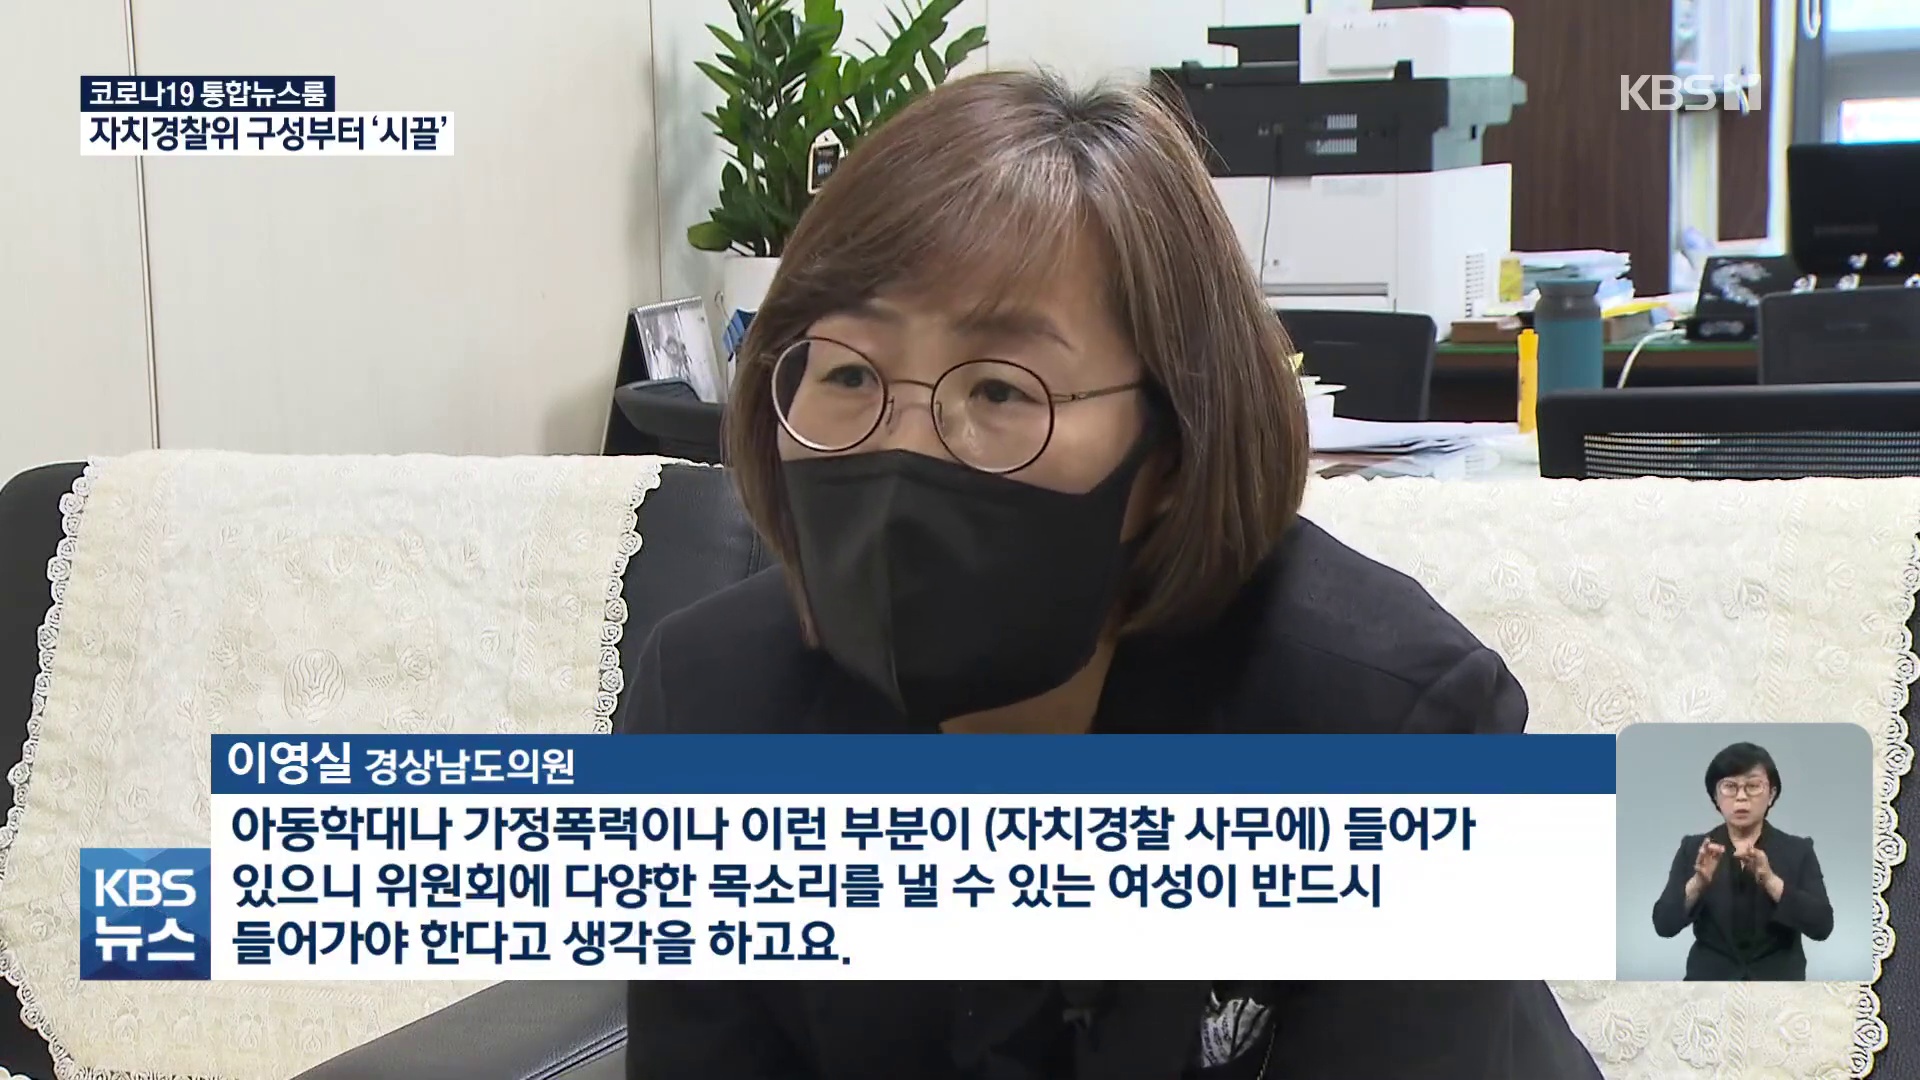 코로나19 통합뉴스룸
자치경찰위 구성부터 ‘시끌’
KBS 1
이영실 경상남도의원
아동학대나 가정폭력이나 이런 부분이 (자치경찰 사무에) 들어가
있으니 위원회에 다양한 목소리를 낼 수 있는 여성이 반드시
들어가야 한다고 생각을 하고요.
KBS
뉴스